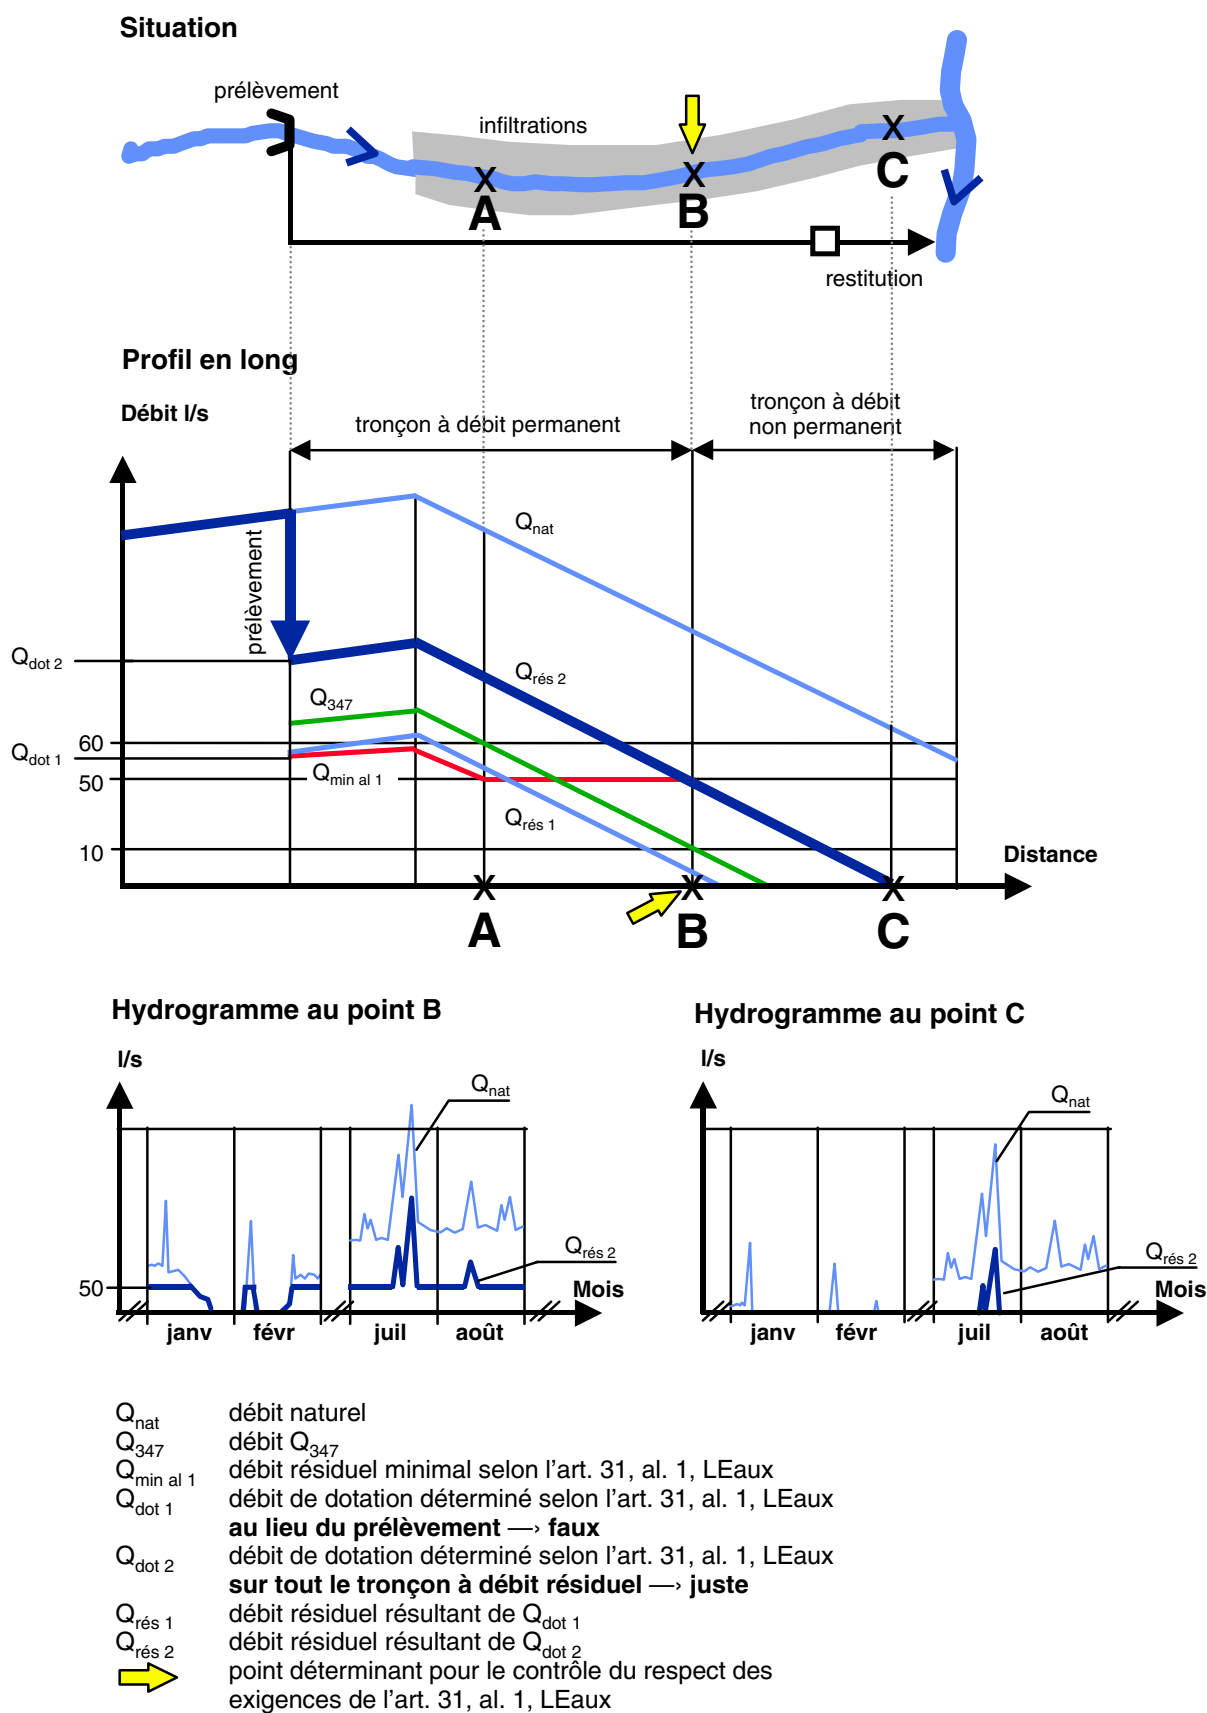 Situation
prélèvement
infiltrations
X
A
X
B
X
C
restitution
Profil en long
Débit l/s
tronçon à débit permanent
tronçon à débit
non permanent
prélèvement
Qnat
Qdot 2
Qrés 2
Q347
60
Qdot 1
Qmin al 1
50
Qrés 1
10
Distance
X
A
X
B
X
C
Hydrogramme au point B
l/s
Qnat
Qrés 2
50
Mois
janv févr juil août
Hydrogramme au point C
l/s
Qnat
Qrés 2
Mois
janv févr juil août
Qnat débit naturel
Q347 débit Q347
Qmin al 1 débit résiduel minimal selon l'art. 31, al. 1, LEaux
Qdot 1 débit de dotation déterminé selon l'art. 31, al. 1, LEaux
au lieu du prélèvement —› faux
Qdot 2 débit de dotation déterminé selon l'art. 31, al. 1, LEaux
sur tout le tronçon à débit résiduel —› juste
Qrés 1 débit résiduel résultant de Qdot 1
Qrés 2 débit résiduel résultant de Qdot 2
point déterminant pour le contrôle du respect des
exigences de l'art. 31, al. 1, LEaux